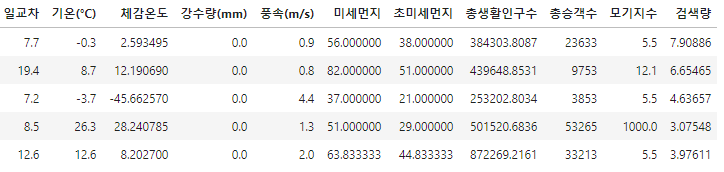 일교차 기온(°C) 체감온도 강수량(mm) 풍속(m/s) 미세먼지 초미세먼지 총생활인구수 총승객수 모기지수 검색량
7.7 -0.3 2.593495 0.0 0.9 56.000000 38.000000 384303.8087 23633 5.5 7.90886
19.4 8.7 12.190690 0.0 0.8 82.000000 51.000000 439648.8531 9753 12.1 6.65465
7.2 -3.7 -45.662570 0.0 4.4 37.000000 21.000000 253202.8034 3853 5.5 4.63657
8.5 26.3 28.240785 0.0 1.3 51.000000 29.000000 501520.6836 53265 1000.0 3.07548
12.6 12.6 8.202700 0.0 2.0 63.833333 44.833333 872269.2161 33213 5.5 3.97611